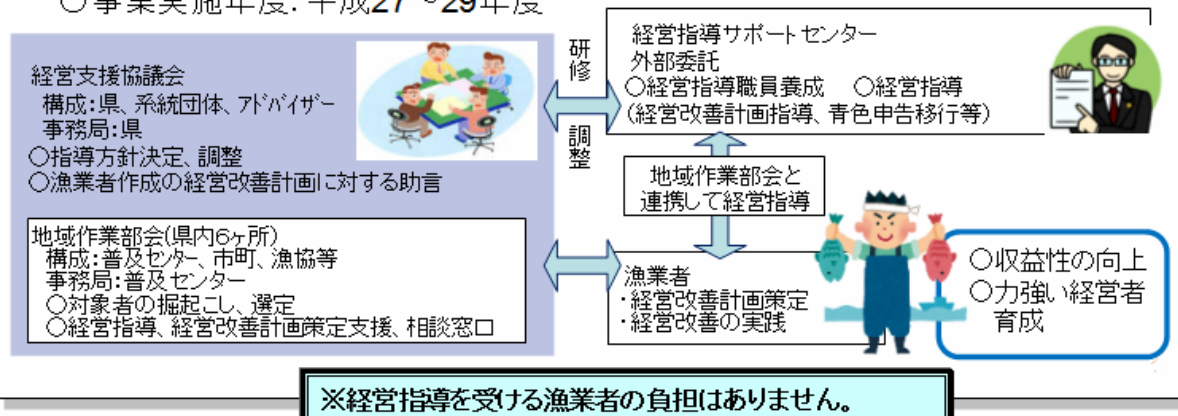 〇事業実施年度:平成27~29年度
経営支援協議会
構成:県、系統団体、アドバイザー
事務局:県
〇指導方針決定、調整
〇漁業者作成の経営改善計画に対する助言
地域作業部会(県内6ヶ所)
構成:普及センター、市町、漁協等
事務局:普及センター
〇対象者の掘起こし、選定
〇経営指導、経営改善計画策定支援、相談窓口
研修
調整
経営指導サポートセンター
外部委託
〇経営指導職員養成 〇経営指導
(経営改善計画指導、青色申告移行等)
地域作業部会と
連携して経営指導
漁業者
・経営改善計画策定
・経営改善の実践
〇収益性の向上
〇力強い経営者
育成
※経営指導を受ける漁業者の負担はありません。